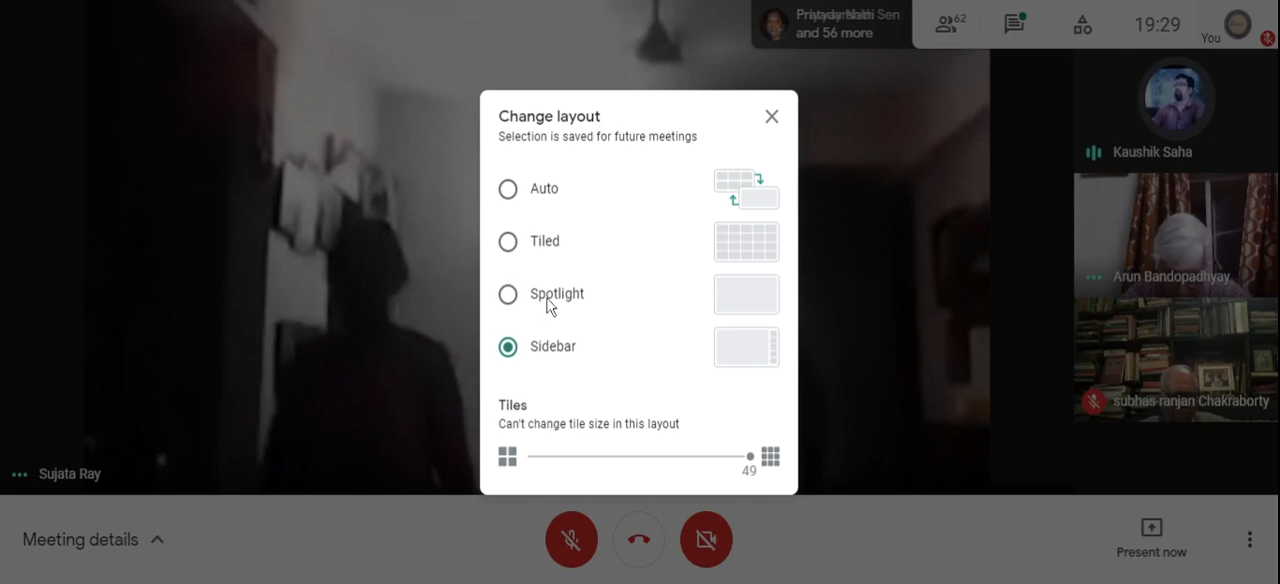 and 56 more
62
19:29
You
Change layout
Selection is saved for future meetings
Auto
Tiled
Spotlight
Sidebar
Tiles
Can't change tile size in this layout
49
Kaushik Saha
Arun Bandopadhyay
subhas ranjan Chakraborty
Sujata Ray
Meeting details
Present now